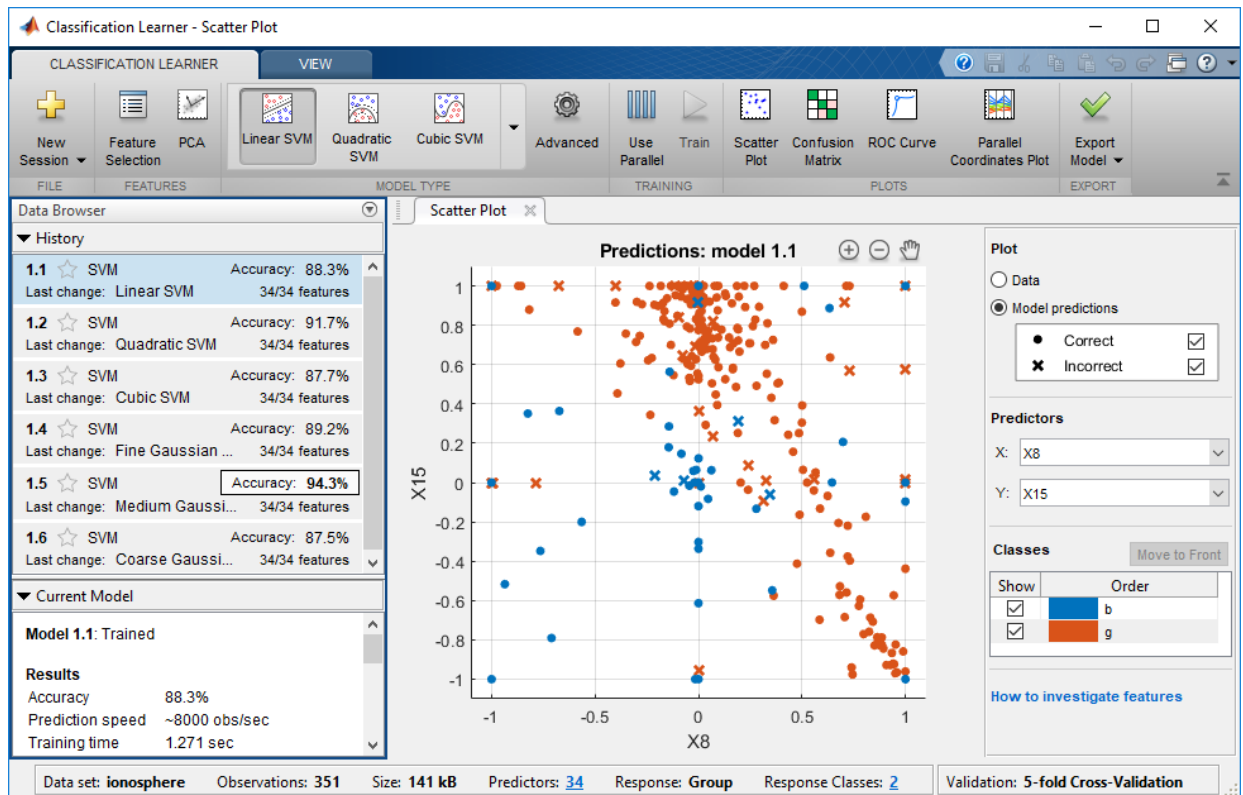 Classification Learner - Scatter Plot
CLASSIFICATION LEARNER
VIEW
New Session
Feature Selection
PCA
Linear SVM
Quadratic SVM
Cubic SVM
Advanced
Use Parallel
Train
Scatter Plot
Confusion Matrix
ROC Curve
Parallel Coordinates Plot
Export Model
FILE
FEATURES
MODEL TYPE
TRAINING
PLOTS
EXPORT
Data Browser
History
1.1 SVM Accuracy: 88.3%
Last change: Linear SVM 34/34 features
1.2 SVM Accuracy: 91.7%
Last change: Quadratic SVM 34/34 features
1.3 SVM Accuracy: 87.7%
Last change: Cubic SVM 34/34 features
1.4 SVM Accuracy: 89.2%
Last change: Fine Gaussian ... 34/34 features
1.5 SVM Accuracy: 94.3%
Last change: Medium Gaussi... 34/34 features
1.6 SVM Accuracy: 87.5%
Last change: Coarse Gaussi... 34/34 features
Current Model
Model 1.1: Trained
Results
Accuracy 88.3%
Prediction speed ~8000 obs/sec
Training time 1.271 sec
Scatter Plot
Predictions: model 1.1
1
0.8
0.6
0.4
0.2
0
-0.2
-0.4
-0.6
-0.8
-1
X15
-1 -0.5 0 0.5 1
X8
Plot
Data
Model predictions
Correct
Incorrect
Predictors
X: X8
Y: X15
Classes
Move to Front
Show Order
b
g
How to investigate features
Data set: ionosphere Observations: 351 Size: 141 kB Predictors: 34 Response: Group Response Classes: 2 Validation: 5-fold Cross-Validation